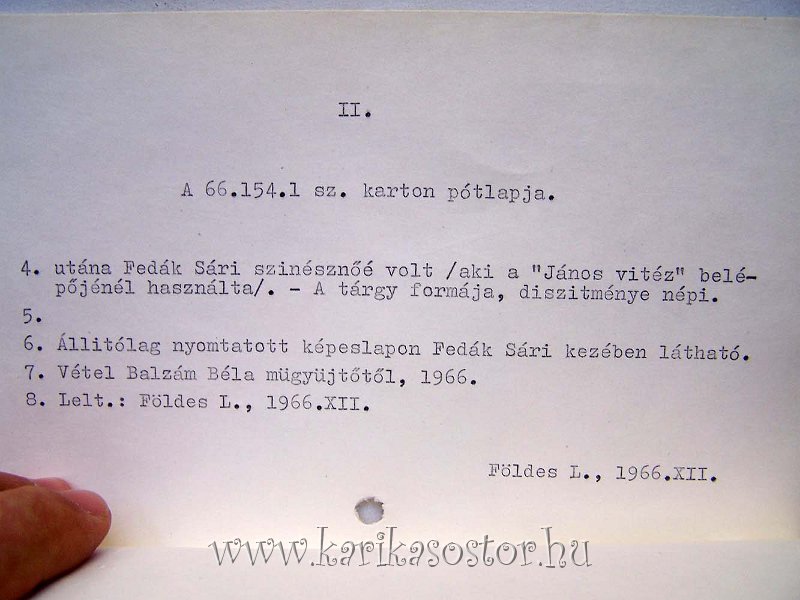 II.
A 66.154.1 sz. karton pótlapja.
4. utána Fedák Sári szinésznőé volt /aki a "János vitéz" belé-
pőjénél használta/. - A tárgy formája, diszitménye népi.
5.
6. Állitólag nyomtatott képeslapon Fedák Sári kezében látható.
7. Vétel Balzám Béla mügyüjtőtől, 1966.
8. Lelt.: Földes L., 1966.XII.
Földes L., 1966.XII.
www.karikasostor.hu